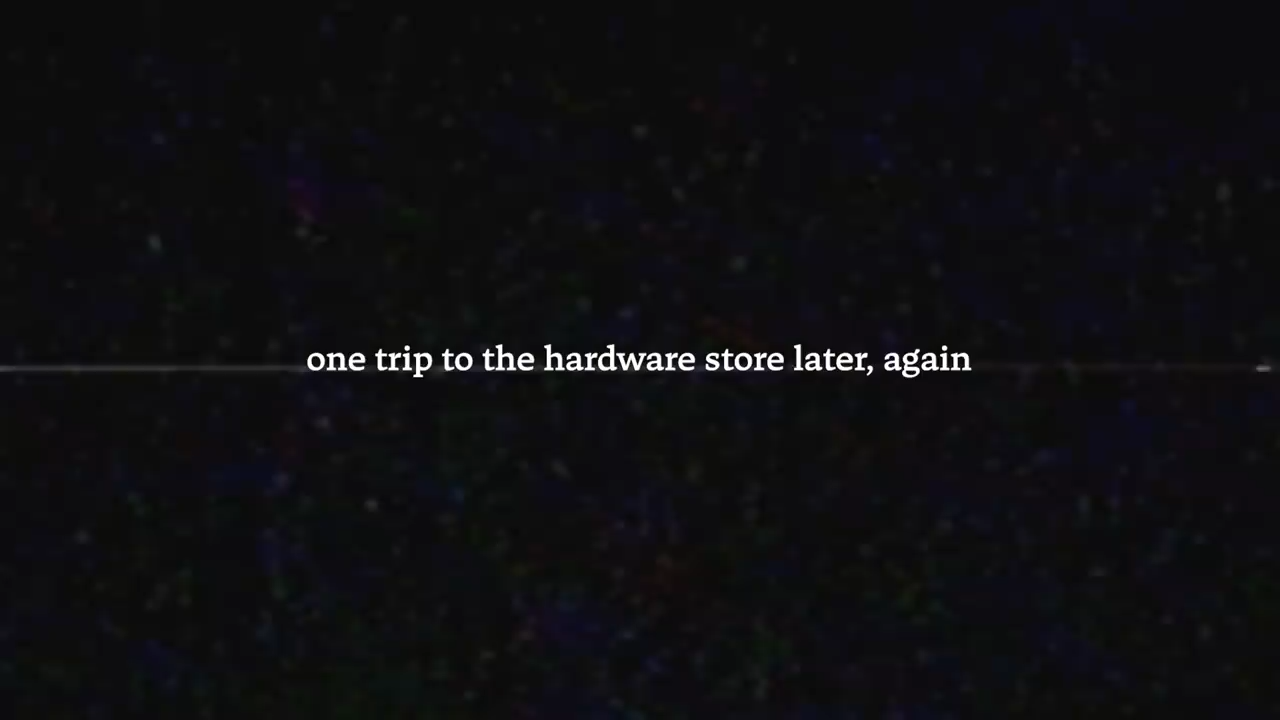 one trip to the hardware store later, again